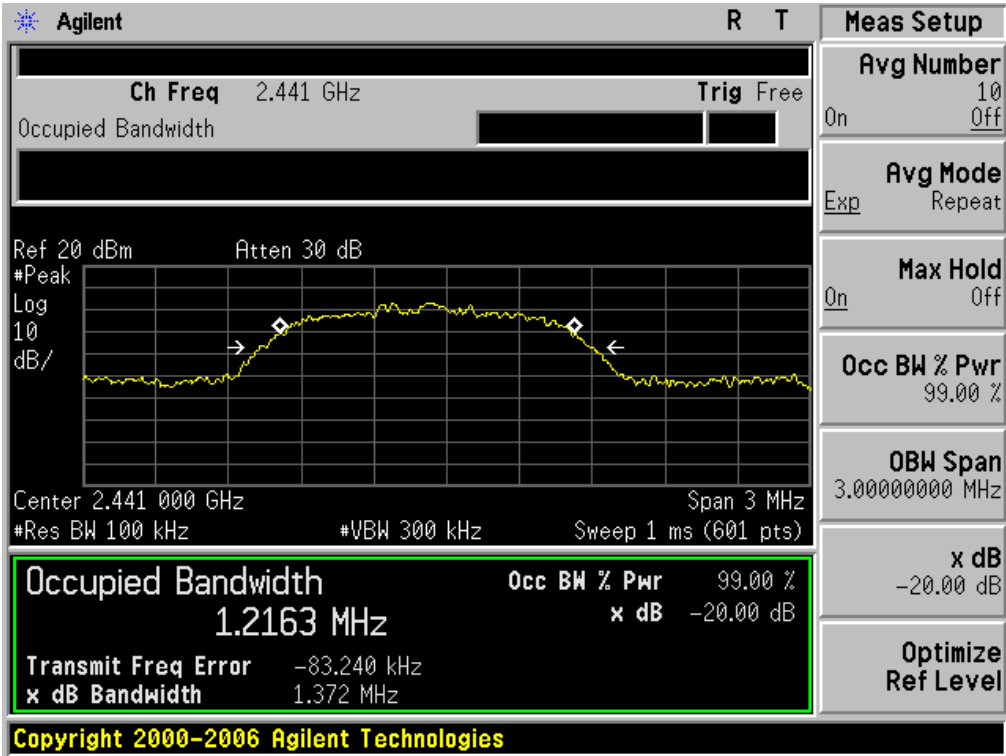 Agilent R T
Meas Setup
Ch Freq 2.441 GHz Trig Free
Occupied Bandwidth
Ref 20 dBm Atten 30 dB
#Peak
Log
10
dB/
Center 2.441 000 GHz Span 3 MHz
#Res BW 100 kHz #VBW 300 kHz Sweep 1 ms (601 pts)
Occupied Bandwidth
1.2163 MHz
Occ BW % Pwr 99.00 %
x dB -20.00 dB
Transmit Freq Error -83.240 kHz
x dB Bandwidth 1.372 MHz
Avg Number
10
On Off
Avg Mode
Exp Repeat
Max Hold
On Off
Occ BW % Pwr
99.00 %
OBW Span
3.00000000 MHz
x dB
-20.00 dB
Optimize
Ref Level
Copyright 2000-2006 Agilent Technologies